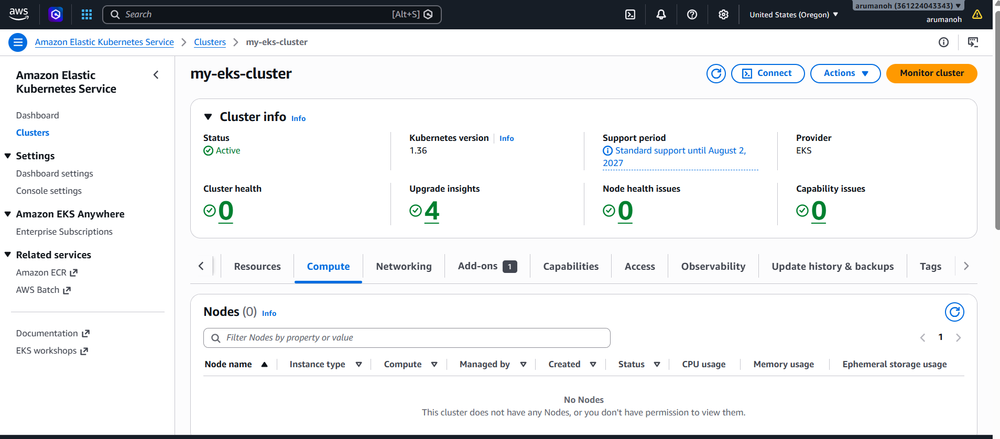 aws
Search [Alt+S]
United States (Oregon)
arumanoh (361224043343)
arumanoh
Amazon Elastic Kubernetes Service
Clusters
my-eks-cluster
Amazon Elastic
Kubernetes Service
Dashboard
Clusters
Settings
Dashboard settings
Console settings
Amazon EKS Anywhere
Enterprise Subscriptions
Related services
Amazon ECR
AWS Batch
Documentation
EKS workshops
my-eks-cluster
Connect
Actions
Monitor cluster
Cluster info Info
Status
Active
Kubernetes version Info
1.36
Support period
Standard support until August 2,
2027
Provider
EKS
Cluster health
0
Upgrade insights
4
Node health issues
0
Capability issues
0
Resources
Compute
Networking
Add-ons 1
Capabilities
Access
Observability
Update history & backups
Tags
Nodes (0) Info
Filter Nodes by property or value
1
Node name
Instance type
Compute
Managed by
Created
Status
CPU usage
Memory usage
Ephemeral storage usage
No Nodes
This cluster does not have any Nodes, or you don't have permission to view them.